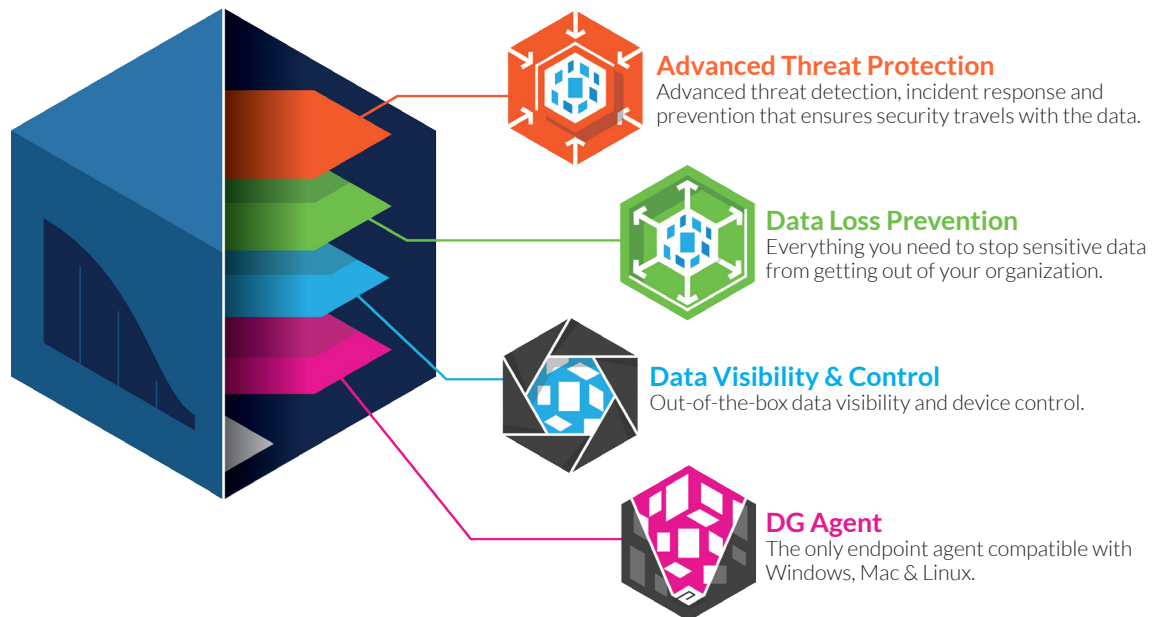 Advanced Threat Protection
Advanced threat detection, incident response and
prevention that ensures security travels with the data.
Data Loss Prevention
Everything you need to stop sensitive data
from getting out of your organization.
Data Visibility & Control
Out-of-the-box data visibility and device control.
DG Agent
The only endpoint agent compatible with
Windows, Mac & Linux.